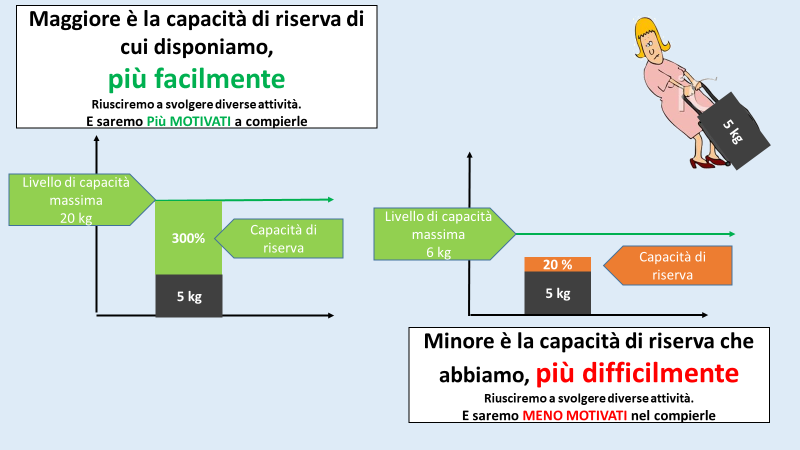 Maggiore è la capacità di riserva di
cui disponiamo,
più facilmente
Riusciremo a svolgere diverse attività.
E saremo Più MOTIVATI a compierle
5 kg
Livello di capacità
massima
20 kg
300%
Capacità di
riserva
5 kg
Livello di capacità
massima
6 kg
20 %
Capacità di
riserva
5 kg
Minore è la capacità di riserva che
abbiamo, più difficilmente
Riusciremo a svolgere diverse attività.
E saremo MENO MOTIVATI nel compierle